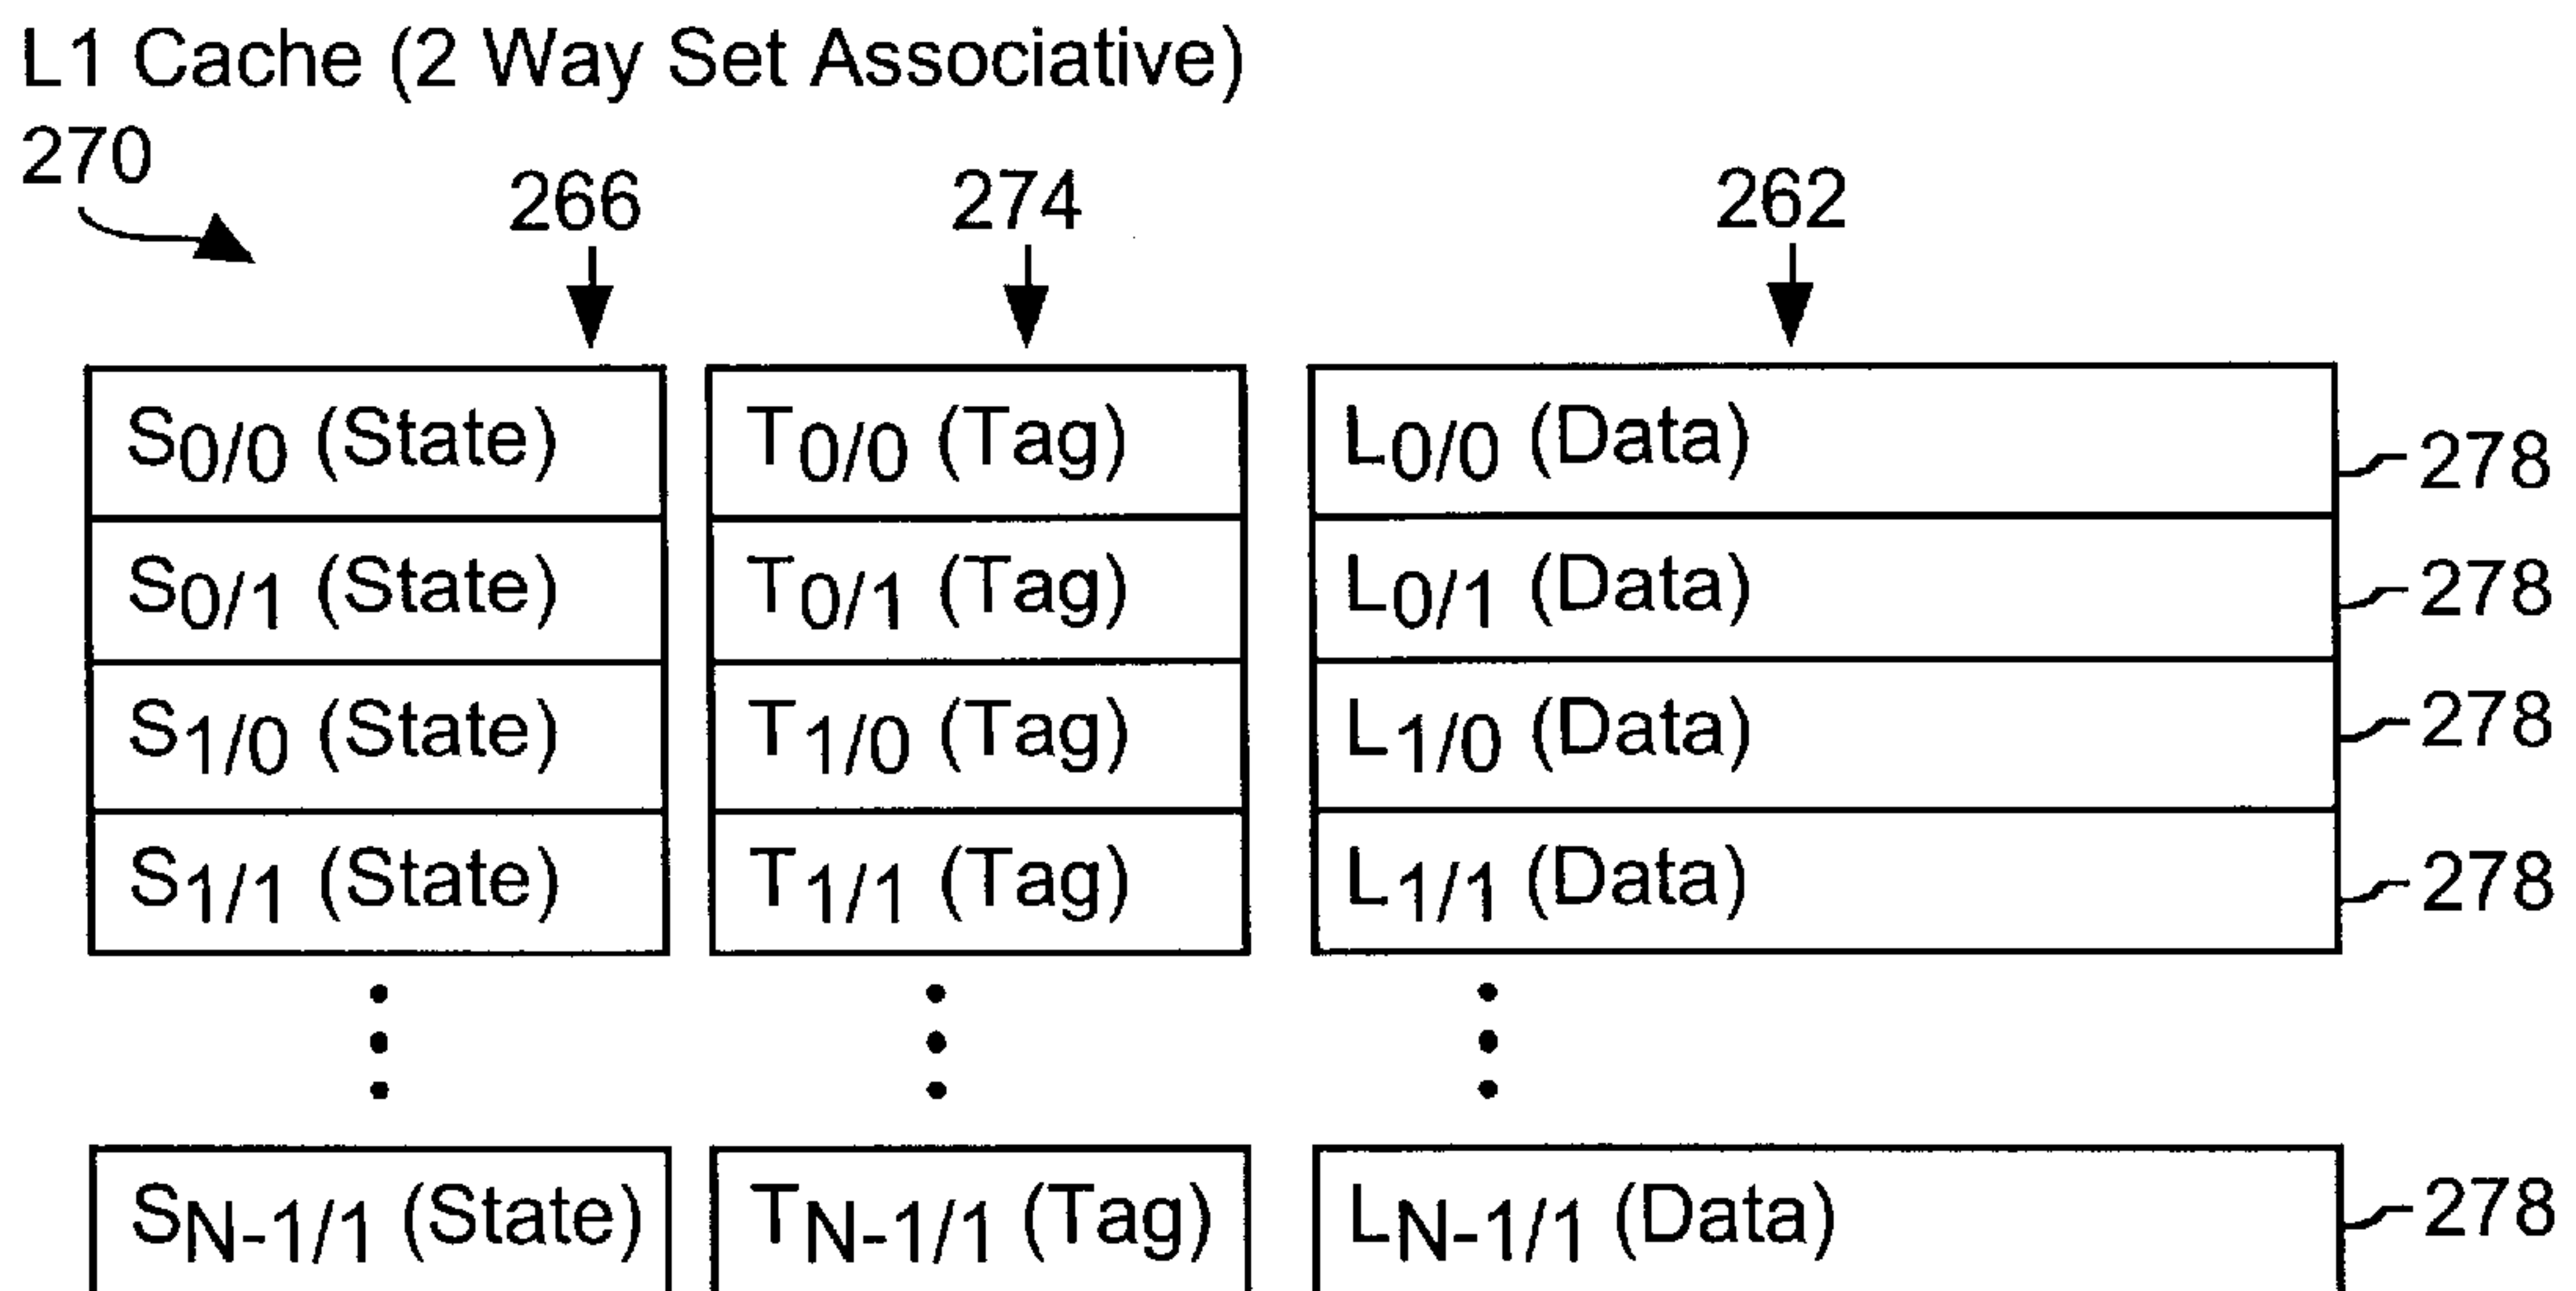 L1 Cache (2 Way Set Associative)
270
266 274 262
S0/0 (State) T0/0 (Tag) L0/0 (Data) 278
S0/1 (State) T0/1 (Tag) L0/1 (Data) 278
S1/0 (State) T1/0 (Tag) L1/0 (Data) 278
S1/1 (State) T1/1 (Tag) L1/1 (Data) 278
SN-1/1 (State) TN-1/1 (Tag) LN-1/1 (Data) 278